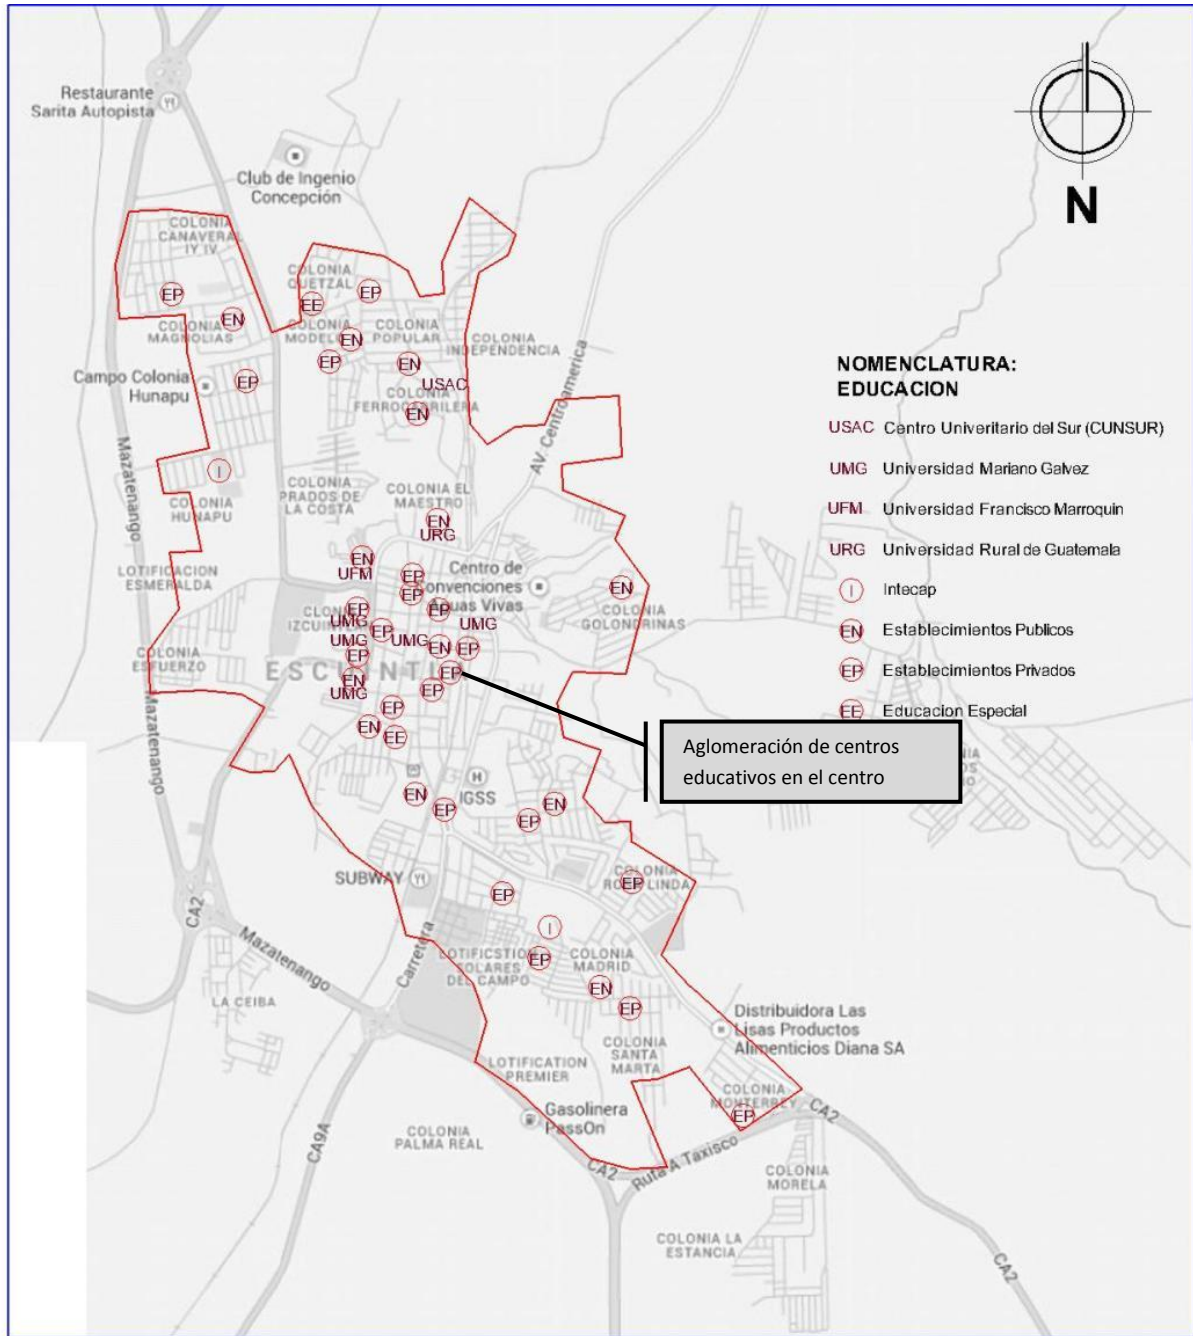 Restaurante
Sarita Autopista
Club de Ingenio
Concepción
N
COLONIA
CANAVERAL
I Y IV
COLONIA
QUETZAL
EP
EE
EP
EN
COLONIA
MAGNOLIAS
COLONIA
MODELO
EN
COLONIA
POPULAR
COLONIA
INDEPENDENCIA
EP
EN
Campo Colonia
Hunapu
EP
USAC
COLONIA
FERROCARRILERA
EN
AV. Centroamerica
Mazatenango
I
COLONIA
HUNAPU
COLONIA
PRADOS DE
LA COSTA
COLONIA EL
MAESTRO
EN
URG
LOTIFICACION
ESMERALDA
EN
UFM
EP
EP
Centro de
Convenciones
Aguas Vivas
EN
COLONIA
GOLONDRINAS
EP
EP
UMG
IZCUINTLA
EP
UMG
UMG
UMG
EN
EP
EP
COLONIA
ESFUERZO
ESCUINTLA
EP
EN
UMG
EP
EP
EN
EE
Mazatenango
NOMENCLATURA:
EDUCACION
USAC Centro Univeritario del Sur (CUNSUR)
UMG Universidad Mariano Galvez
UFM Universidad Francisco Marroquin
URG Universidad Rural de Guatemala
I Intecap
EN Establecimientos Publicos
EP Establecimientos Privados
EE Educacion Especial
Aglomeración de centros
educativos en el centro
IGSS
H
EN
EP
EN
EP
SUBWAY
EP
COLONIA
LINDA
EP
CA2
Mazatenango
Carretera
I
EP
LOTIFICSTION
SOLARES
DEL CAMPO
COLONIA
MADRID
EN
EP
LA CEIBA
Distribuidora Las
Lisas Productos
Alimenticios Diana SA
COLONIA
SANTA
MARTA
LOTIFICATION
PREMIER
COLONIA
MONTERREY
EP
CA2
Gasolinera
PassOn
CA9A
COLONIA
PALMA REAL
CA2
Ruta A Taxisco
COLONIA
MORELA
COLONIA LA
ESTANCIA
CA2